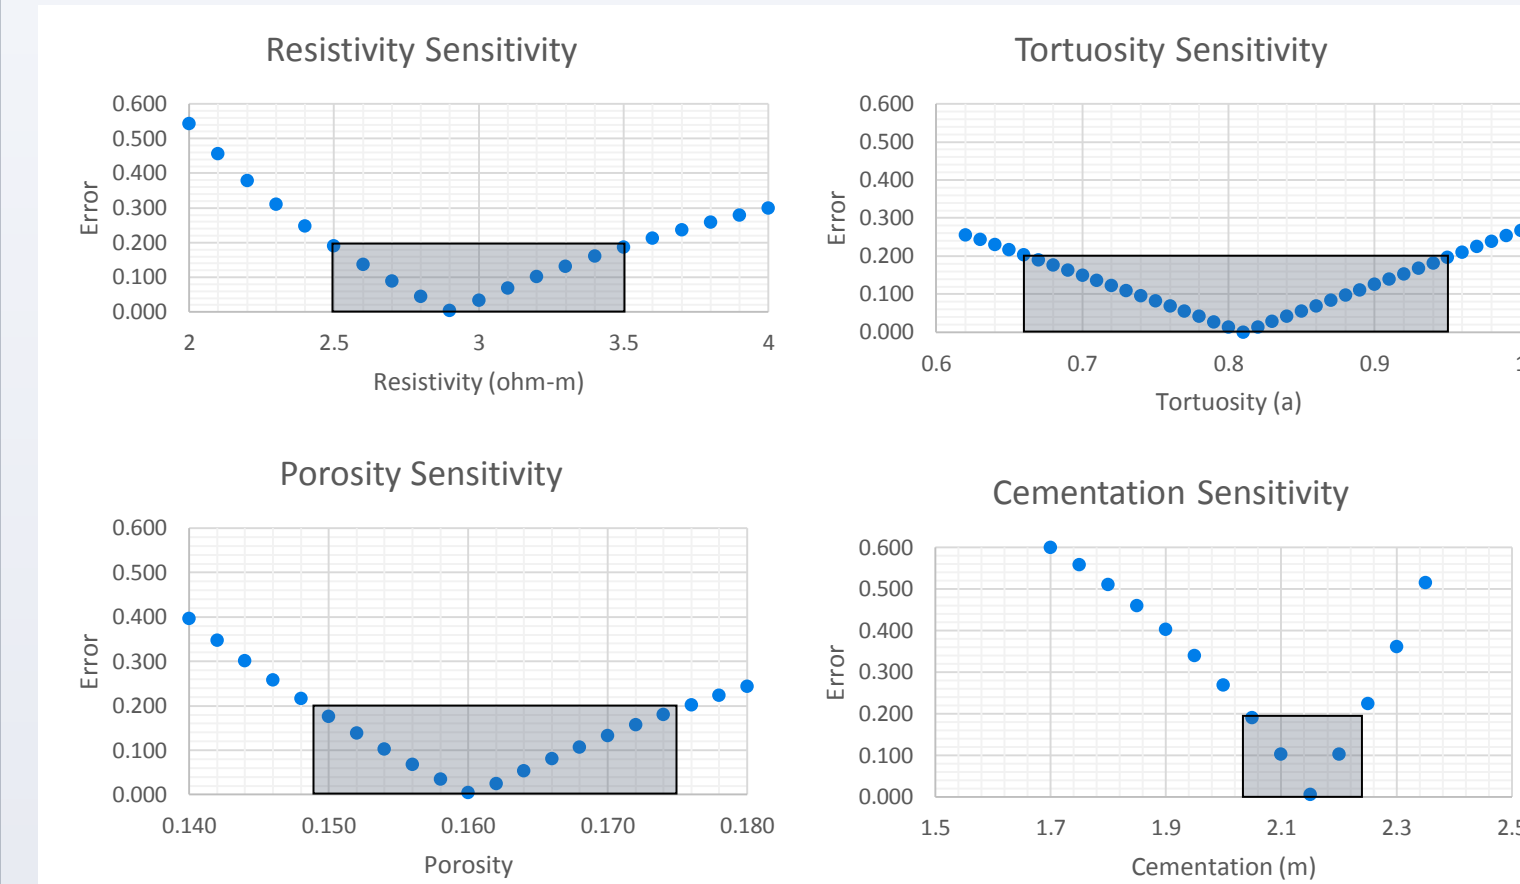 Resistivity Sensitivity
0.600
0.500
0.400
0.300
0.200
0.100
0.000
Error
2 2.5 3 3.5 4
Resistivity (ohm-m)
Tortuosity Sensitivity
0.600
0.500
0.400
0.300
0.200
0.100
0.000
Error
0.6 0.7 0.8 0.9 1
Tortuosity (a)
Porosity Sensitivity
0.600
0.500
0.400
0.300
0.200
0.100
0.000
Error
0.140 0.150 0.160 0.170 0.180
Porosity
Cementation Sensitivity
0.600
0.500
0.400
0.300
0.200
0.100
0.000
Error
1.5 1.7 1.9 2.1 2.3 2.5
Cementation (m)